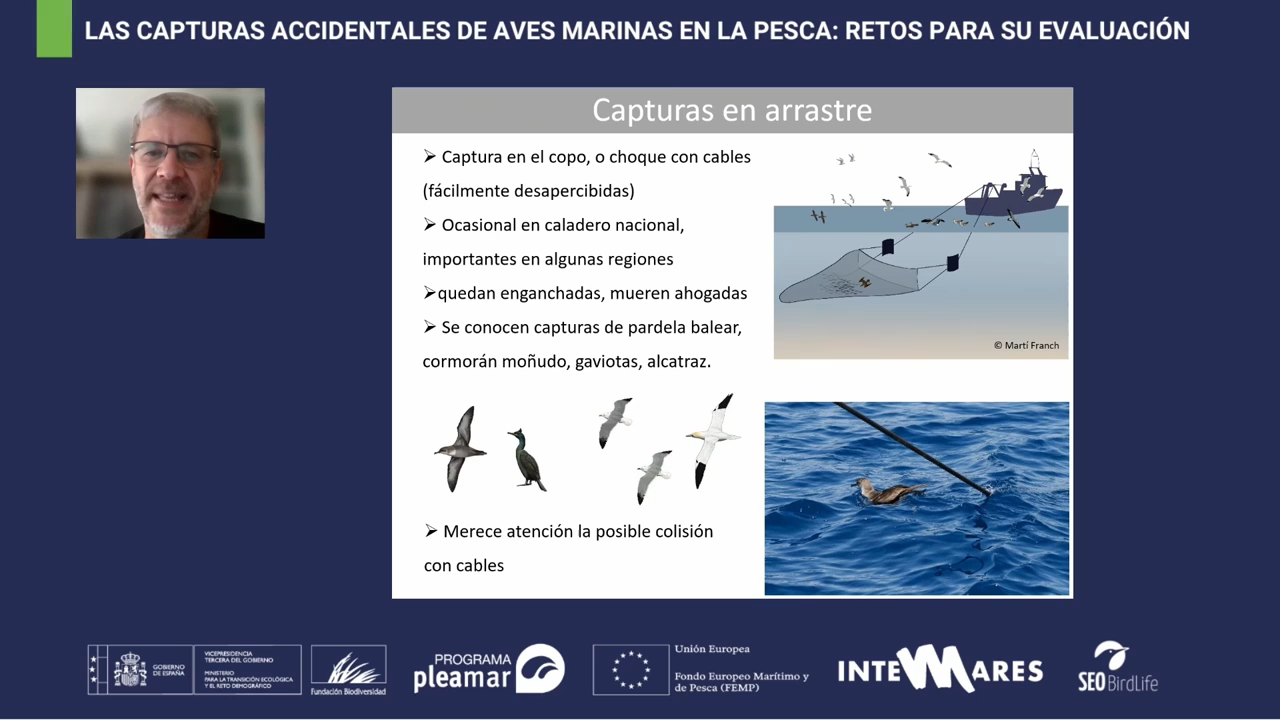 LAS CAPTURAS ACCIDENTALES DE AVES MARINAS EN LA PESCA: RETOS PARA SU EVALUACIÓN
Capturas en arrastre
➢ Captura en el copo, o choque con cables
(fácilmente desapercibidas)
➢ Ocasional en caladero nacional,
importantes en algunas regiones
➢quedan enganchadas, mueren ahogadas
➢ Se conocen capturas de pardela balear,
cormorán moñudo, gaviotas, alcatraz.
© Martí Franch
➢ Merece atención la posible colisión
con cables
GOBIERNO
DE ESPAÑA
VICEPRESIDENCIA
TERCERA DEL GOBIERNO
MINISTERIO
PARA LA TRANSICIÓN ECOLÓGICA
Y EL RETO DEMOGRÁFICO
Fundación Biodiversidad
PROGRAMA
pleamar
Unión Europea
Fondo Europeo Marítimo y
de Pesca (FEMP)
INTEMARES
SEO BirdLife